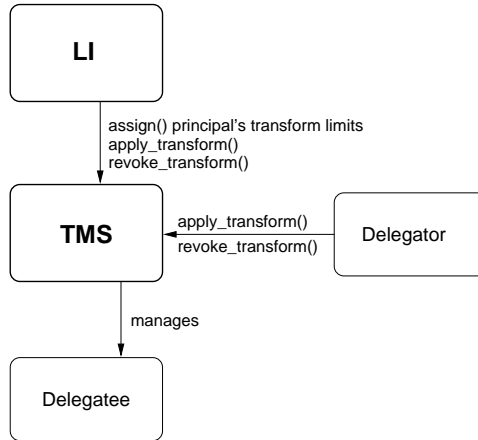 LI
assign() principal's transform limits
apply_transform()
revoke_transform()
TMS
apply_transform()
revoke_transform()
Delegator
manages
Delegatee